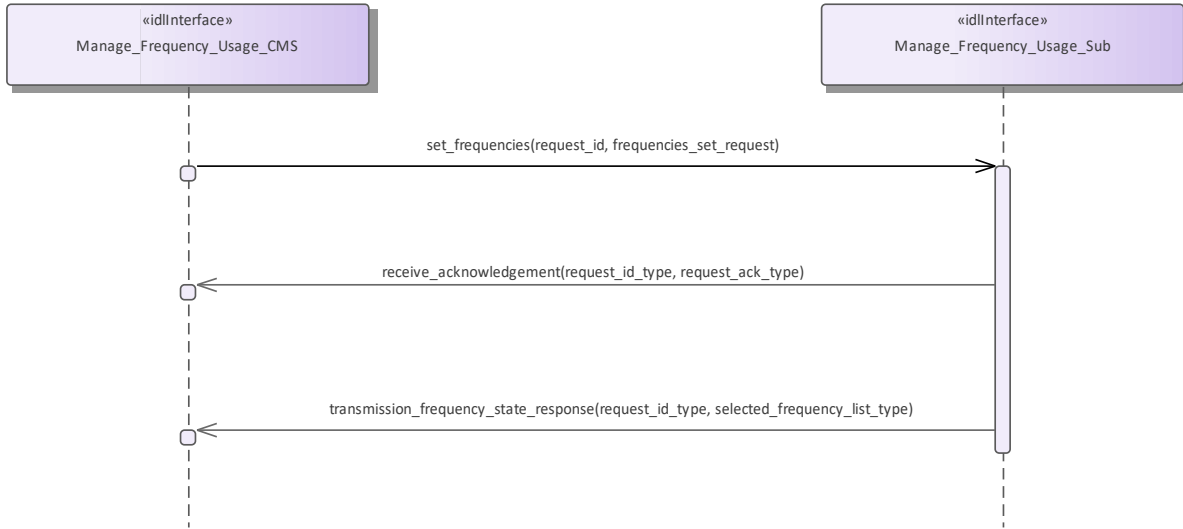 «idlInterface»
Manage_Frequency_Usage_CMS
«idlInterface»
Manage_Frequency_Usage_Sub
set_frequencies(request_id, frequencies_set_request)
receive_acknowledgement(request_id_type, request_ack_type)
transmission_frequency_state_response(request_id_type, selected_frequency_list_type)